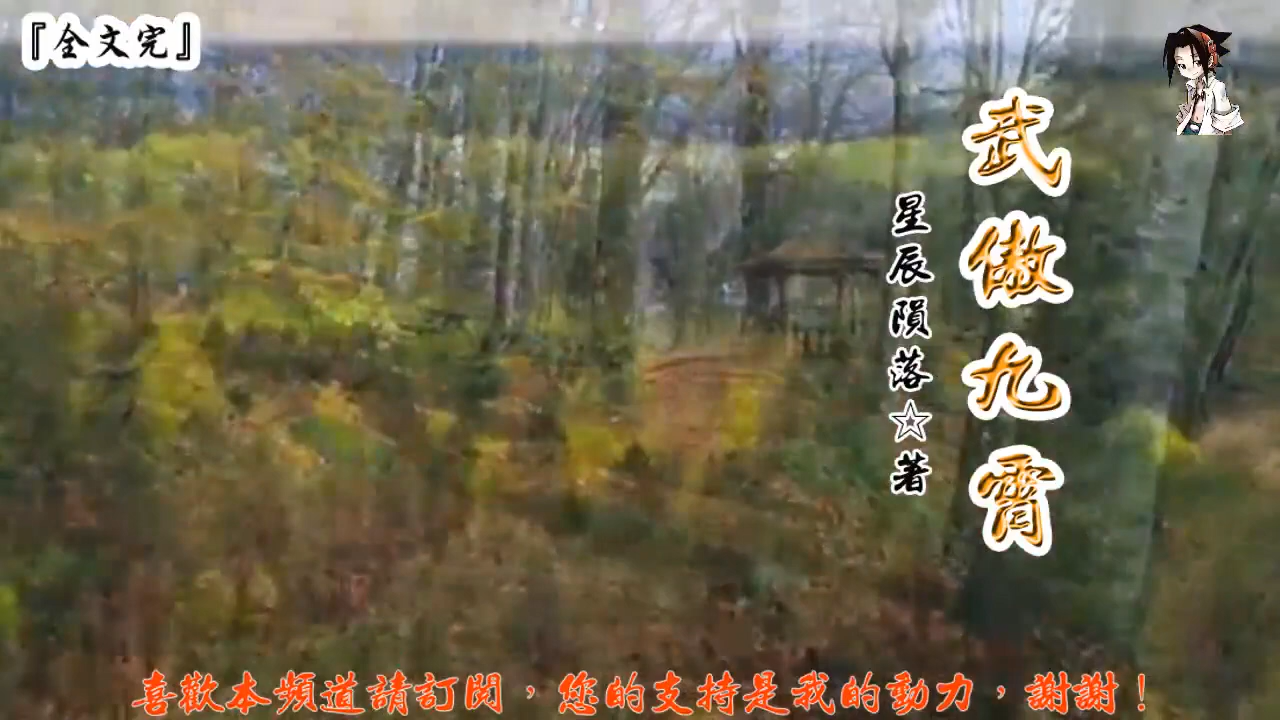 『全文完』
武傲九霄
星辰隕落☆著
喜歡本頻道請訂閱，您的支持是我的動力，謝謝！